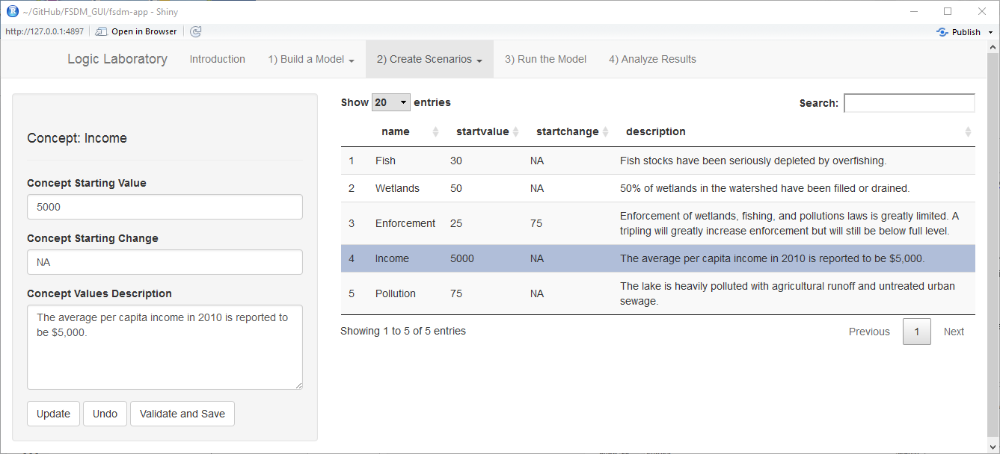 ~/GitHub/FSDM_GUI/fsdm-app - Shiny
http://127.0.0.1:4897 Open in Browser Publish
Logic Laboratory Introduction 1) Build a Model 2) Create Scenarios 3) Run the Model 4) Analyze Results
Concept: Income
Concept Starting Value
5000
Concept Starting Change
NA
Concept Values Description
The average per capita income in 2010 is reported to
be $5,000.
Update Undo Validate and Save
Show 20 entries Search:
name startvalue startchange description
1 Fish 30 NA Fish stocks have been seriously depleted by overfishing.
2 Wetlands 50 NA 50% of wetlands in the watershed have been filled or drained.
3 Enforcement 25 75 Enforcement of wetlands, fishing, and pollutions laws is greatly limited. A
tripling will greatly increase enforcement but will still be below full level.
4 Income 5000 NA The average per capita income in 2010 is reported to be $5,000.
5 Pollution 75 NA The lake is heavily polluted with agricultural runoff and untreated urban
sewage.
Showing 1 to 5 of 5 entries Previous 1 Next